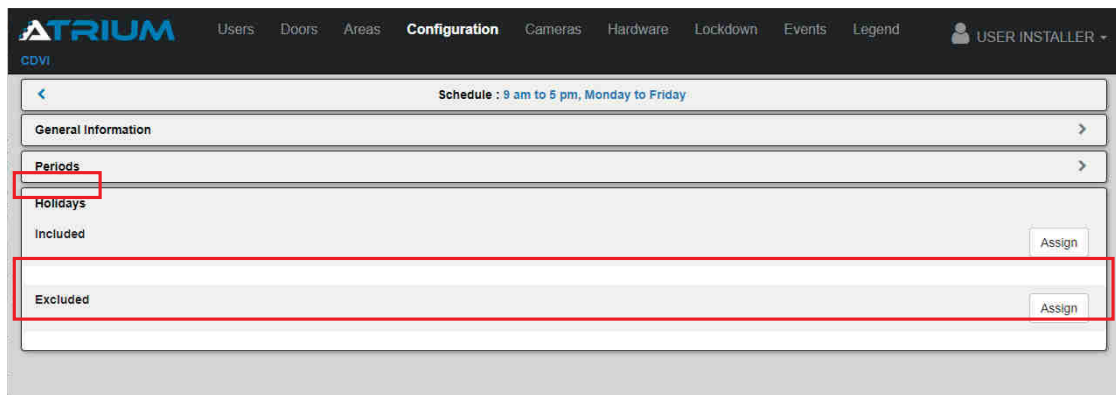 ATRIUM Users Doors Areas Configuration Cameras Hardware Lockdown Events Legend USER INSTALLER
CDVI
Schedule : 9 am to 5 pm, Monday to Friday
General Information
Periods
Holidays
Included
Assign
Excluded
Assign